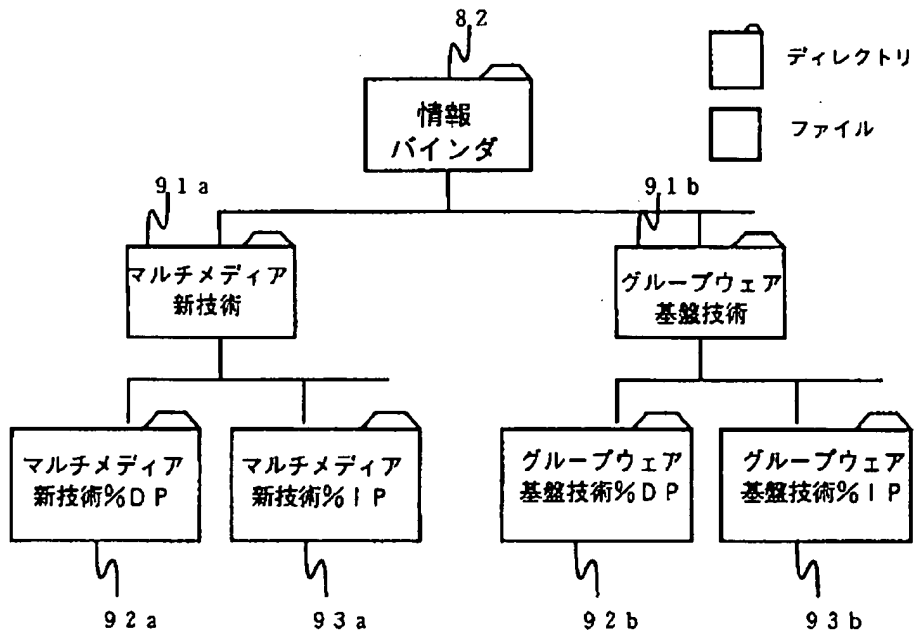 82
ディレクトリ
情報
バインダ
ファイル
91a
91b
マルチメディア
新技術
グループウェア
基盤技術
マルチメディア
新技術%DP
マルチメディア
新技術%IP
グループウェア
基盤技術%DP
グループウェア
基盤技術%IP
92a
93a
92b
93b